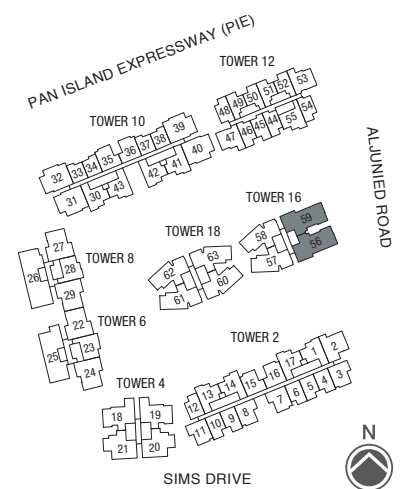 PAN ISLAND EXPRESSWAY (PIE)
TOWER 12
48 49 50 51 52 53
47 46 45 44 55 54
TOWER 10
32 33 34 35 36 37 38 39
31 30 43 42 41 40
ALJUNIED ROAD
TOWER 16
58 59
57 56
TOWER 18
62 63
61 60
TOWER 8
27
26 28
29
TOWER 6
22
25 23
24
TOWER 2
12 13 14 15 16 17 1 2
11 10 9 8 7 6 5 4 3
TOWER 4
18 19
21 20
N
SIMS DRIVE